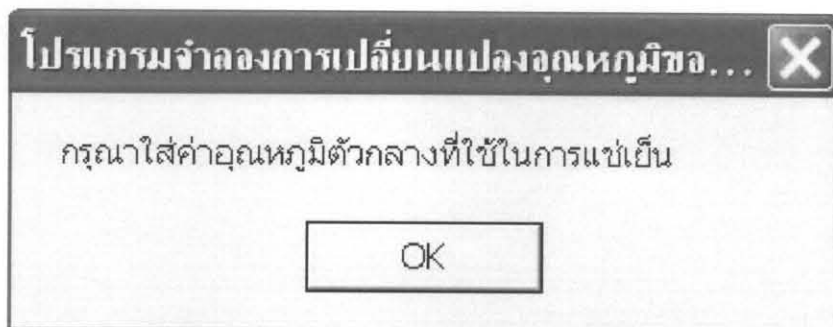 โปรแกรมจำลองการเปลี่ยนแปลงอุณหภูมิขอ...
กรุณาใส่ค่าอุณหภูมิตัวกลางที่ใช้ในการแช่เย็น
OK